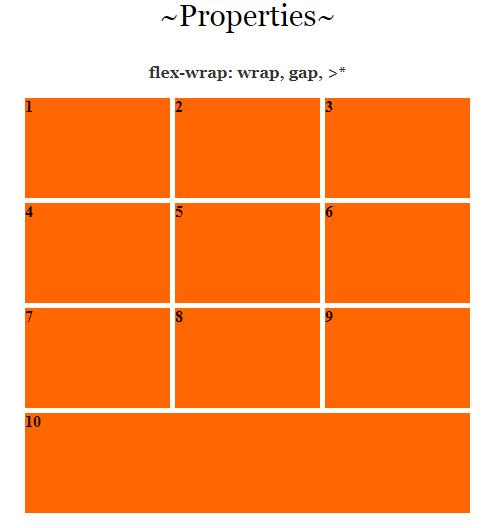 ~Properties~
flex-wrap: wrap, gap, >*
1 2 3
4 5 6
7 8 9
10